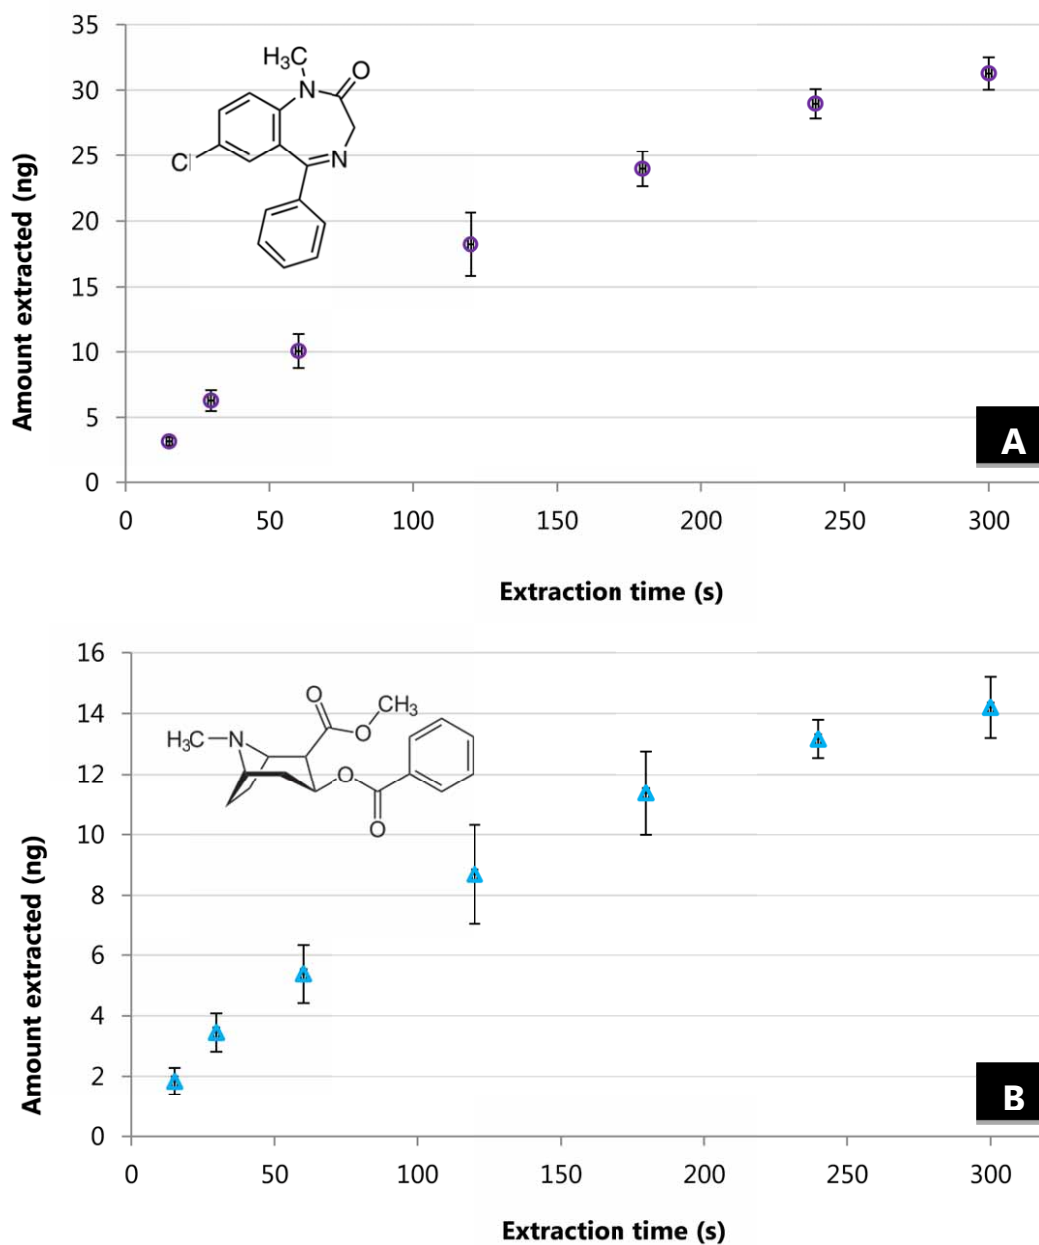 35
30
25
20
15
10
5
0
Amount extracted (ng)
H₃C
O
N
N
Cl
A
0 50 100 150 200 250 300
Extraction time (s)
16
14
12
10
8
6
4
2
0
Amount extracted (ng)
O
CH₃
H₃C N O
O
O
B
0 50 100 150 200 250 300
Extraction time (s)